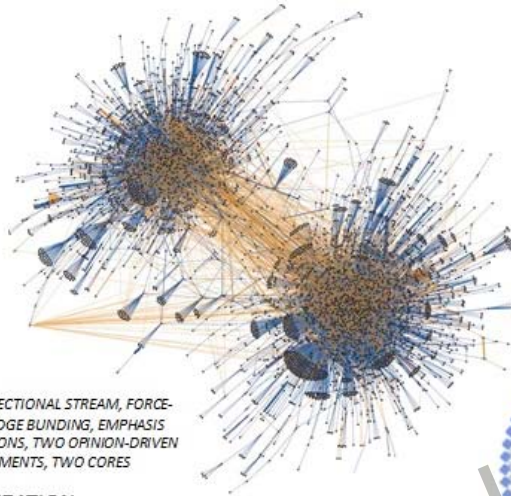 ECTIONAL STREAM, FORCE-
DGE BUNDING, EMPHASIS
ONS, TWO OPINION-DRIVEN
MENTS, TWO CORES